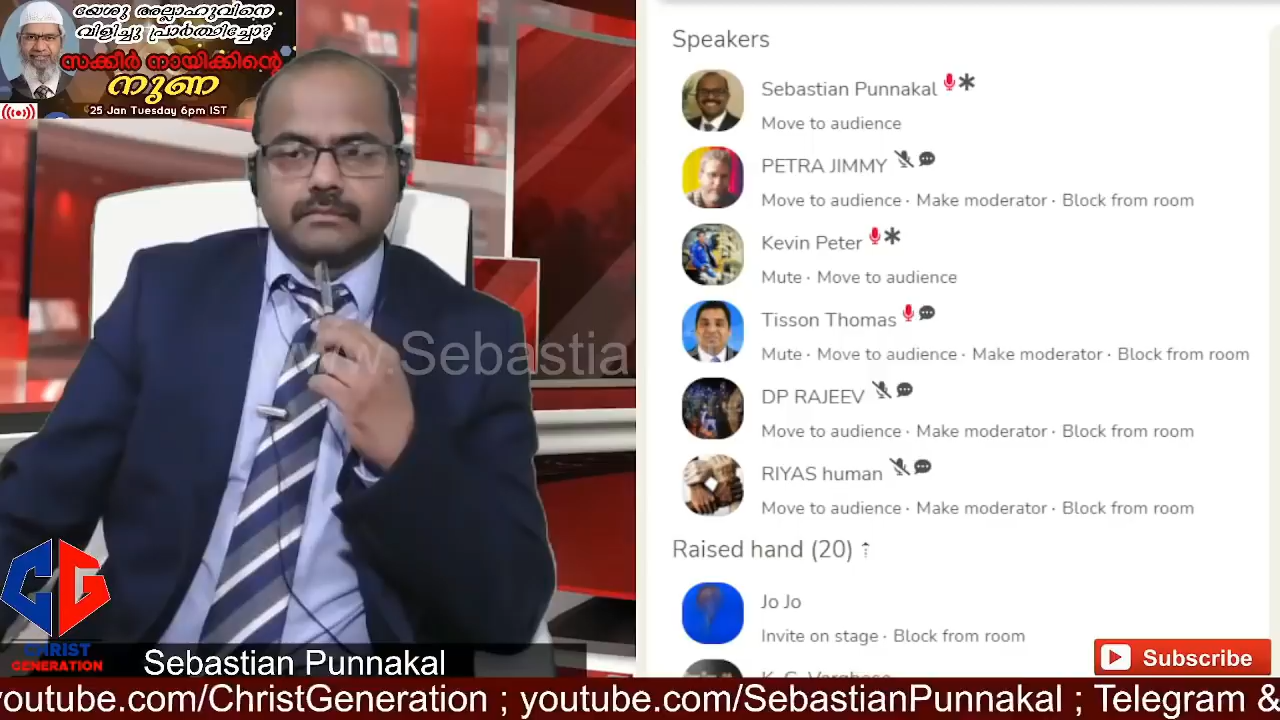 യേശു അല്ലാഹുവിനെ
വിളിച്ചു പ്രാർത്ഥിച്ചോ?
സക്കീർ നായിക്കിന്റെ
നുണ
25 Jan Tuesday 6pm IST
www.Sebastia
CG
CHRIST
GENERATION
Sebastian Punnakal
Speakers
Sebastian Punnakal
Move to audience
PETRA JIMMY
Move to audience · Make moderator · Block from room
Kevin Peter
Mute · Move to audience
Tisson Thomas
Mute · Move to audience · Make moderator · Block from room
DP RAJEEV
Move to audience · Make moderator · Block from room
RIYAS human
Move to audience · Make moderator · Block from room
Raised hand (20)
Jo Jo
Invite on stage · Block from room
Subscribe
youtube.com/ChristGeneration ; youtube.com/SebastianPunnakal ; Telegram &